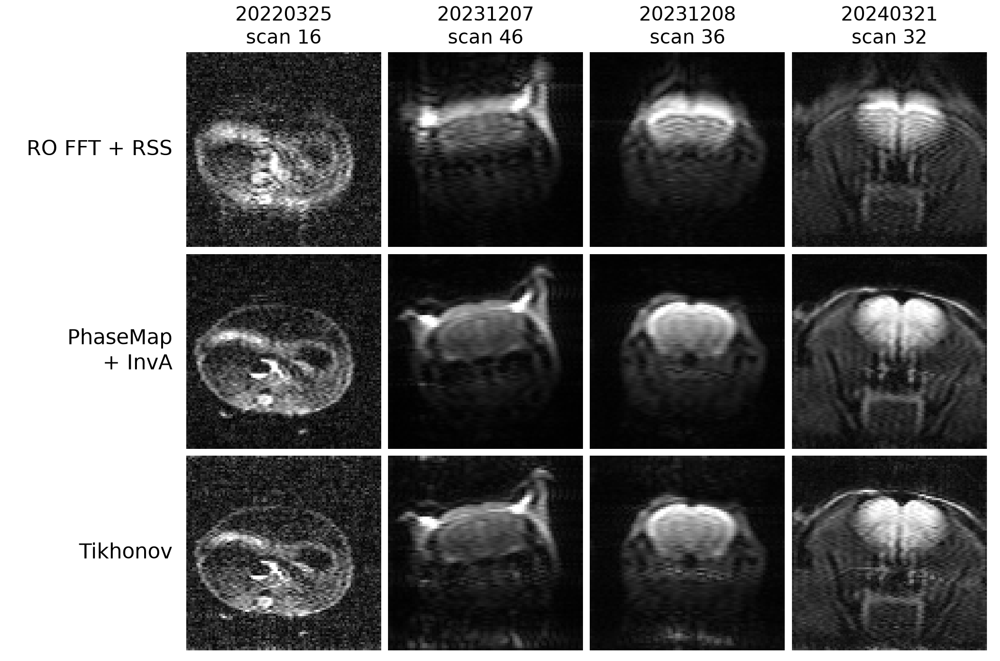 20220325
scan 16
20231207
scan 46
20231208
scan 36
20240321
scan 32
RO FFT + RSS
PhaseMap
+ InvA
Tikhonov